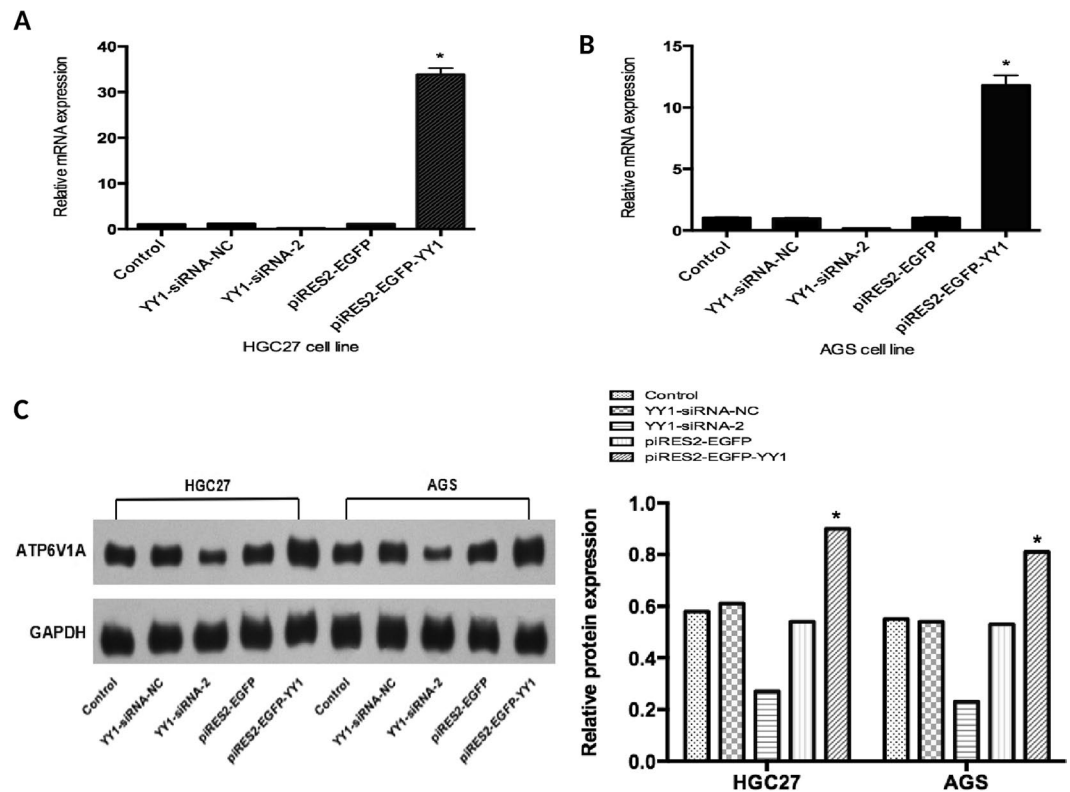 A
Relative mRNA expression
40
30
20
10
0
*
Control
YY1-siRNA-NC
YY1-siRNA-2
piRES2-EGFP
piRES2-EGFP-YY1
HGC27 cell line
B
Relative mRNA expression
15
10
5
0
*
Control
YY1-siRNA-NC
YY1-siRNA-2
piRES2-EGFP
piRES2-EGFP-YY1
AGS cell line
C
HGC27
AGS
ATP6V1A
GAPDH
Control
YY1-siRNA-NC
YY1-siRNA-2
piRES2-EGFP
piRES2-EGFP-YY1
Control
YY1-siRNA-NC
YY1-siRNA-2
piRES2-EGFP
piRES2-EGFP-YY1
Control
YY1-siRNA-NC
YY1-siRNA-2
piRES2-EGFP
piRES2-EGFP-YY1
Relative protein expression
1.0
0.8
0.6
0.4
0.2
0.0
*
*
HGC27
AGS